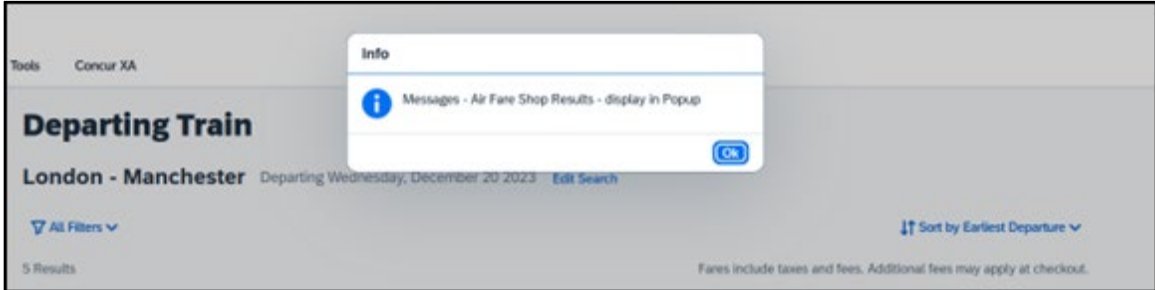 Info
Tools Concur XA
Messages - Air Fare Shop Results - display in Popup
Departing Train
Ok
London - Manchester Departing Wednesday, December 20 2023 Edit Search
All Filters Sort by Earliest Departure
5 Results Fares include taxes and fees. Additional fees may apply at checkout.